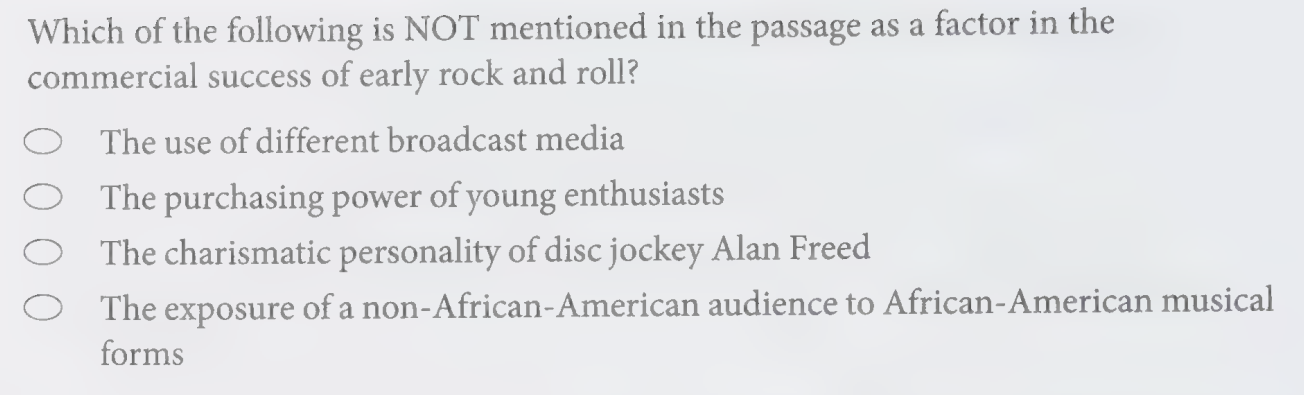 Which of the following is NOT mentioned in the passage as a factor in the
commercial success of early rock and roll?
The use of different broadcast media
The purchasing power of young enthusiasts
The charismatic personality of disc jockey Alan Freed
The exposure of a non-African-American audience to African-American musical
forms